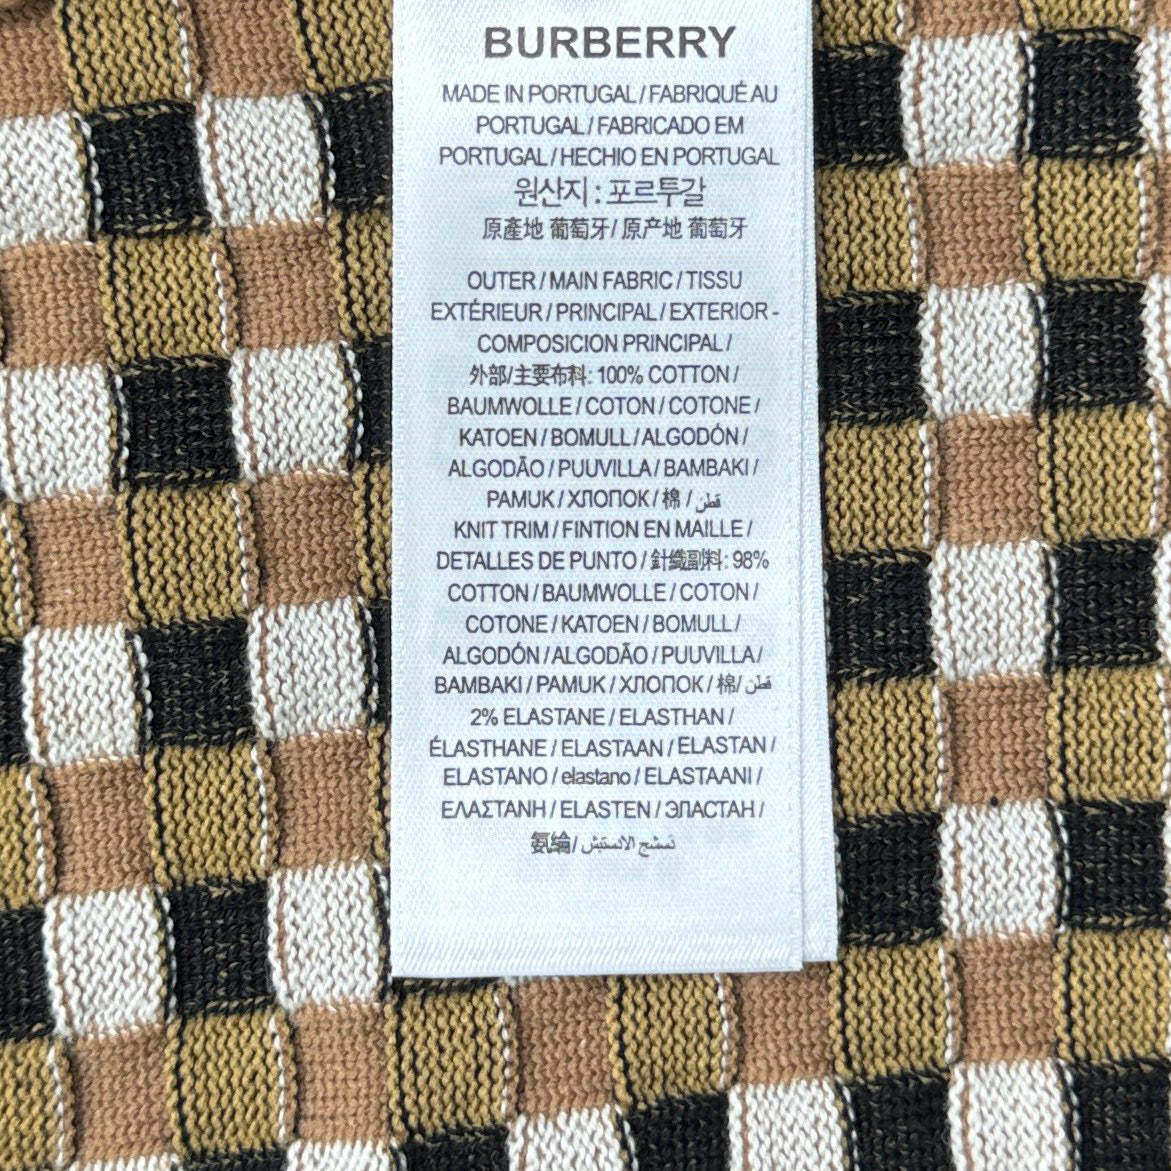 BURBERRY
MADE IN PORTUGAL / FABRIQUÉ AU
PORTUGAL / FABRICADO EM
PORTUGAL / HECHIO EN PORTUGAL
원산지 : 포르투갈
原產地 葡萄牙 / 原产地 葡萄牙
OUTER / MAIN FABRIC / TISSU
EXTÉRIEUR / PRINCIPAL / EXTERIOR -
COMPOSICION PRINCIPAL /
外部/主要布料: 100% COTTON /
BAUMWOLLE / COTON / COTONE /
KATOEN / BOMULL / ALGODÓN /
ALGODÃO / PUUVILLA / BAMBAKI /
PAMUK / ХЛОПОК / 棉 / قطن
KNIT TRIM / FINTION EN MAILLE /
DETALLES DE PUNTO / 針織副料: 98%
COTTON / BAUMWOLLE / COTON /
COTONE / KATOEN / BOMULL /
ALGODÓN / ALGODÃO / PUUVILLA /
BAMBAKI / PAMUK / ХЛОПОК / 棉/ قطن
2% ELASTANE / ELASTHAN /
ÉLASTHANE / ELASTAAN / ELASTAN /
ELASTANO / elastano / ELASTAANI /
ΕΛΑΣΤΑΝΗ / ELASTEN / ЭЛАСТАН /
氨綸 /